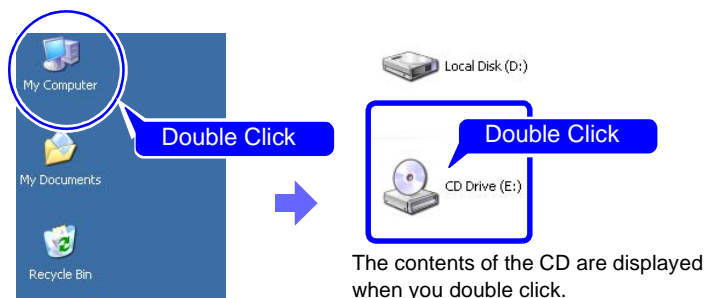 My Computer
Double Click
My Documents
Recycle Bin
Local Disk (D:)
Double Click
CD Drive (E:)
The contents of the CD are displayed
when you double click.